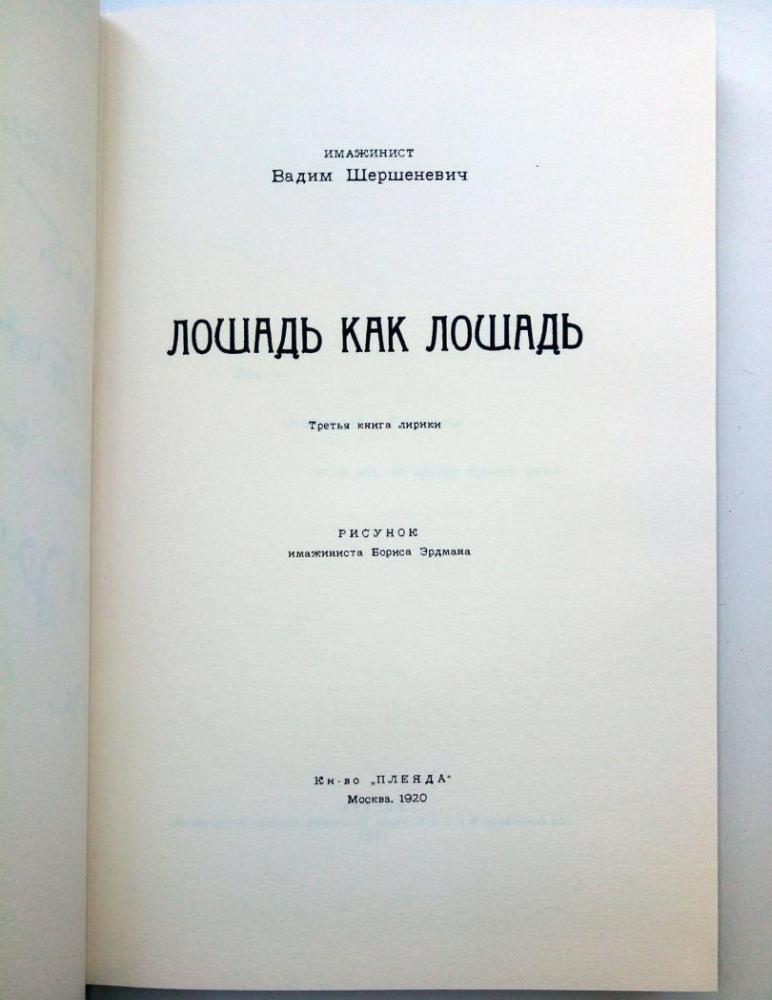 ИМАЖИНИСТ
Вадим Шершеневич
ЛОШАДЬ КАК ЛОШАДЬ
Третья книга лирики
РИСУНОК
имажиниста Бориса Эрдмана
Кн-во „ПЛЕЯДА“
Москва. 1920